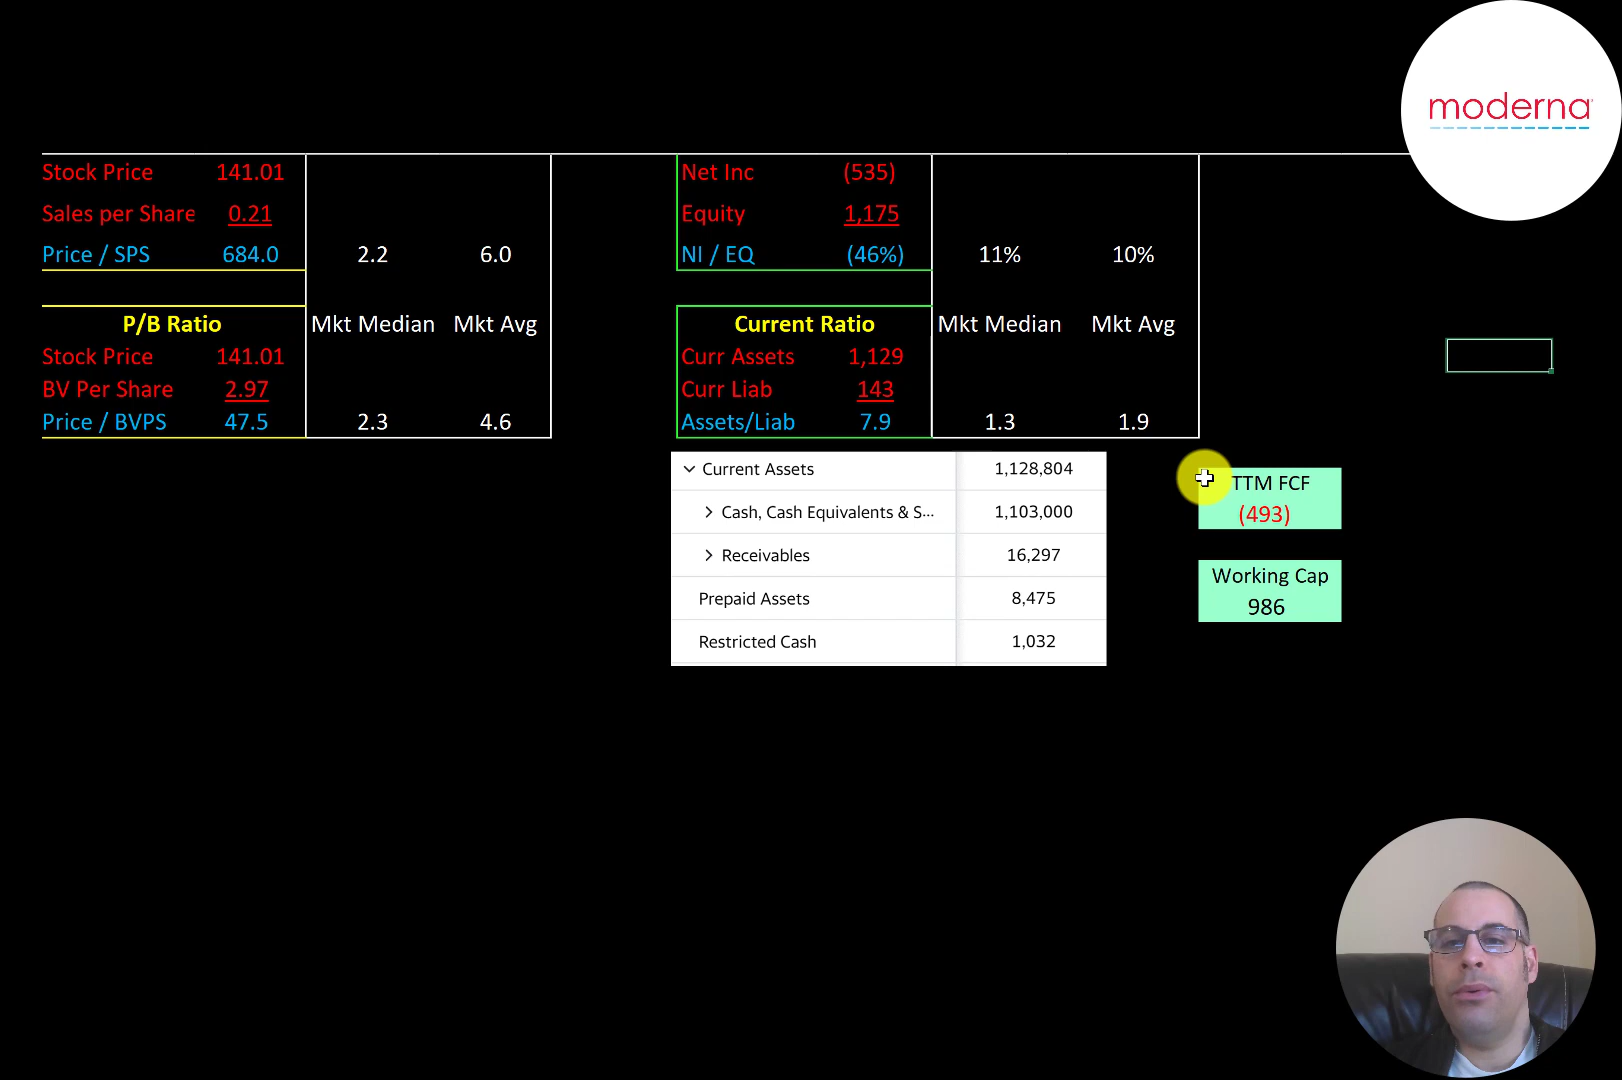 moderna
Stock Price 141.01
Sales per Share 0.21
Price / SPS 684.0 2.2 6.0
Net Inc (535)
Equity 1,175
NI / EQ (46%) 11% 10%
P/B Ratio Mkt Median Mkt Avg
Stock Price 141.01
BV Per Share 2.97
Price / BVPS 47.5 2.3 4.6
Current Ratio Mkt Median Mkt Avg
Curr Assets 1,129
Curr Liab 143
Assets/Liab 7.9 1.3 1.9
Current Assets 1,128,804
Cash, Cash Equivalents & S... 1,103,000
Receivables 16,297
Prepaid Assets 8,475
Restricted Cash 1,032
TTM FCF
(493)
Working Cap
986